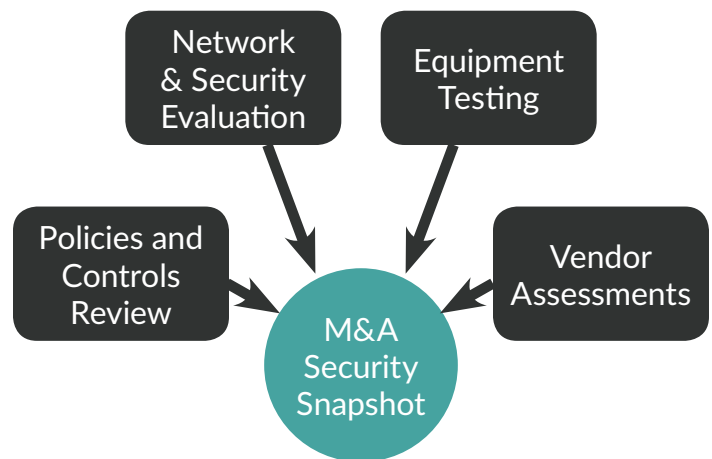 Network
& Security
Evaluation
Equipment
Testing
Policies and
Controls
Review
Vendor
Assessments
M&A
Security
Snapshot